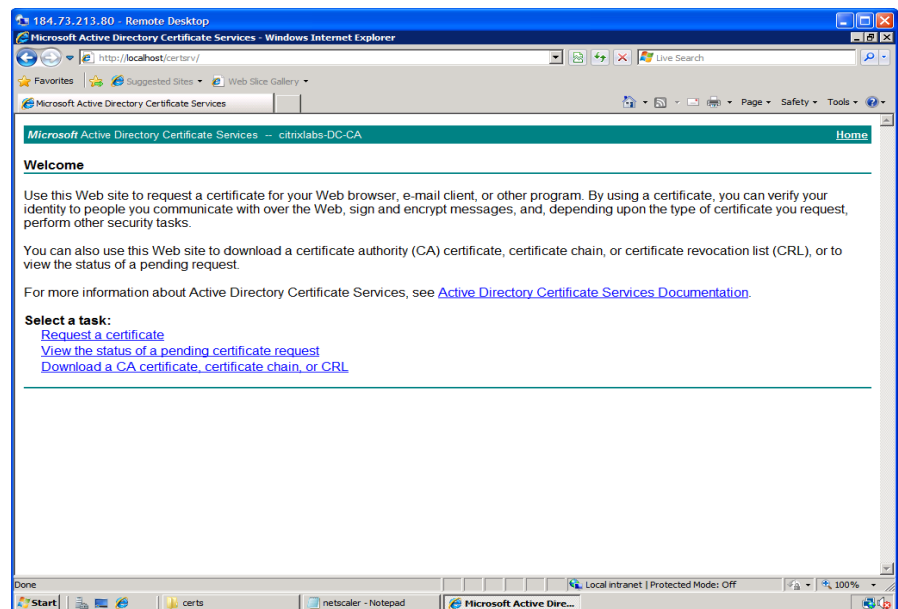 184.73.213.80 - Remote Desktop
Microsoft Active Directory Certificate Services - Windows Internet Explorer
http://localhost/certsrv/
Live Search
Favorites Suggested Sites Web Slice Gallery
Microsoft Active Directory Certificate Services Page Safety Tools
Microsoft Active Directory Certificate Services -- citrixlabs-DC-CA Home
Welcome
Use this Web site to request a certificate for your Web browser, e-mail client, or other program. By using a certificate, you can verify your
identity to people you communicate with over the Web, sign and encrypt messages, and, depending upon the type of certificate you request,
perform other security tasks.
You can also use this Web site to download a certificate authority (CA) certificate, certificate chain, or certificate revocation list (CRL), or to
view the status of a pending request.
For more information about Active Directory Certificate Services, see Active Directory Certificate Services Documentation.
Select a task:
Request a certificate
View the status of a pending certificate request
Download a CA certificate, certificate chain, or CRL
Done Local intranet | Protected Mode: Off 100%
Start certs netscaler - Notepad Microsoft Active Dire...